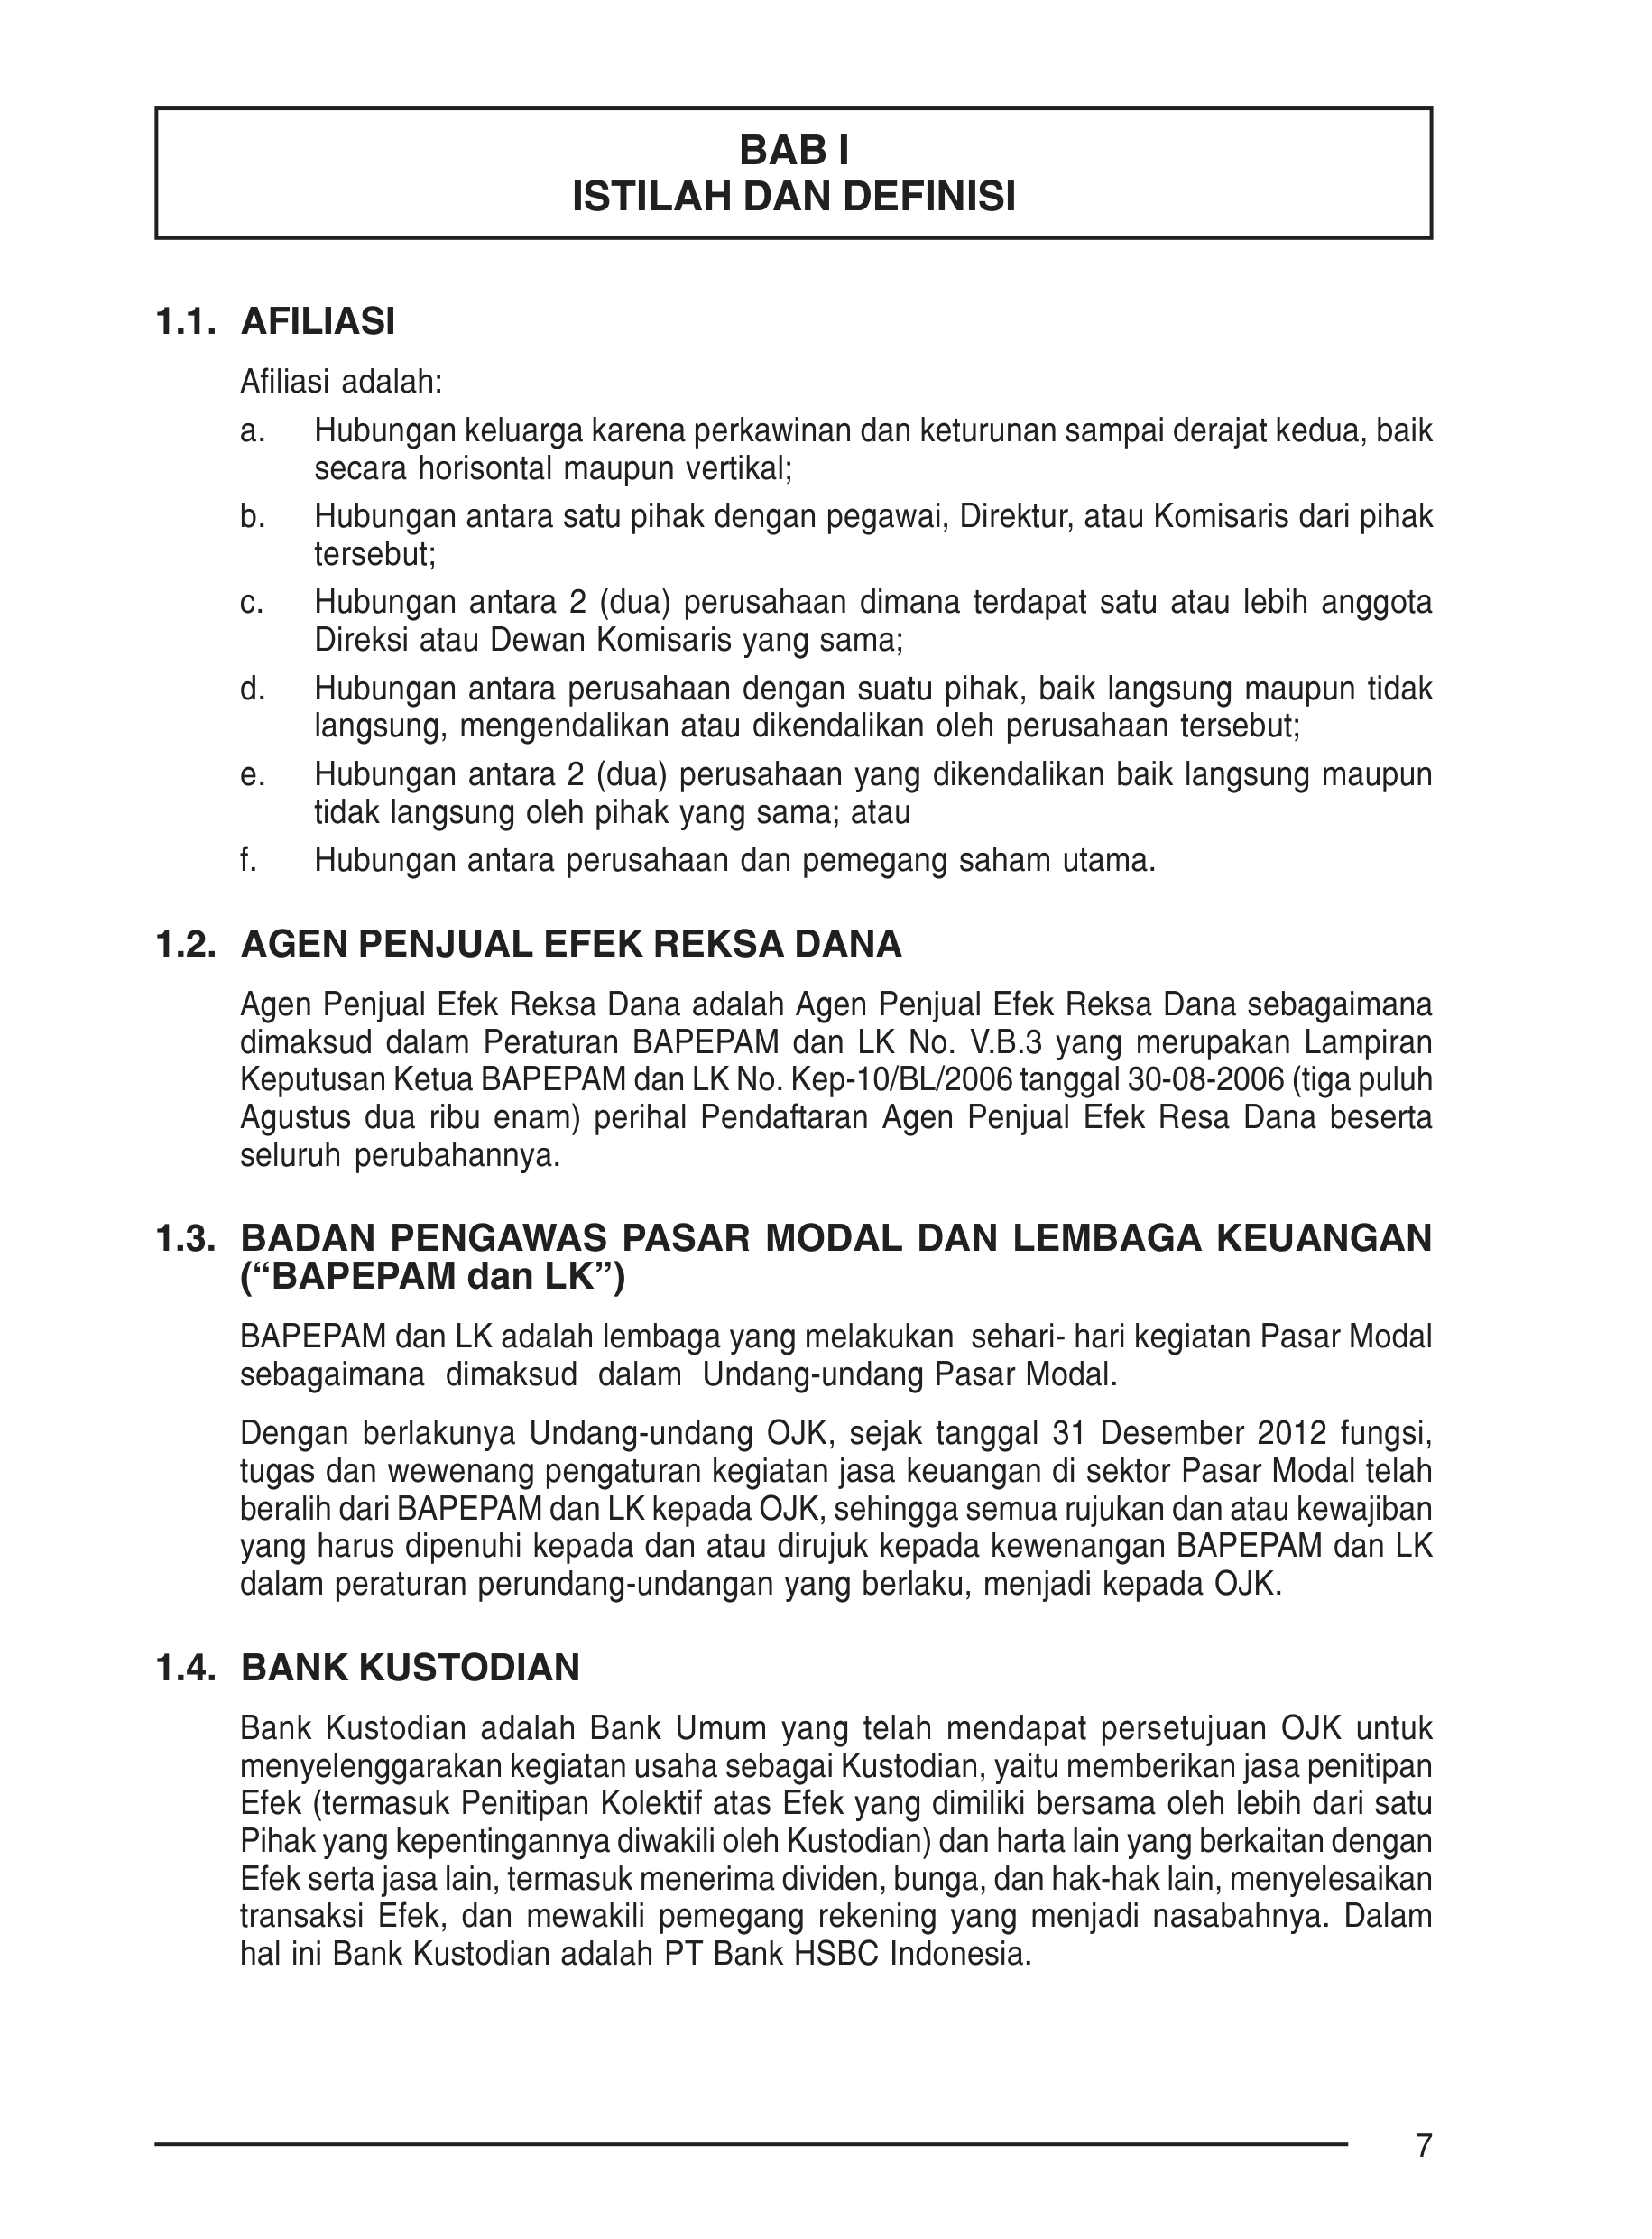 BAB I
ISTILAH DAN DEFINISI
1.1. AFILIASI
Afiliasi adalah:
a. Hubungan keluarga karena perkawinan dan keturunan sampai derajat kedua, baik
secara horisontal maupun vertikal;
b. Hubungan antara satu pihak dengan pegawai, Direktur, atau Komisaris dari pihak
tersebut;
c. Hubungan antara 2 (dua) perusahaan dimana terdapat satu atau lebih anggota
Direksi atau Dewan Komisaris yang sama;
d. Hubungan antara perusahaan dengan suatu pihak, baik langsung maupun tidak
langsung, mengendalikan atau dikendalikan oleh perusahaan tersebut;
e. Hubungan antara 2 (dua) perusahaan yang dikendalikan baik langsung maupun
tidak langsung oleh pihak yang sama; atau
f. Hubungan antara perusahaan dan pemegang saham utama.
1.2. AGEN PENJUAL EFEK REKSA DANA
Agen Penjual Efek Reksa Dana adalah Agen Penjual Efek Reksa Dana sebagaimana
dimaksud dalam Peraturan BAPEPAM dan LK No. V.B.3 yang merupakan Lampiran
Keputusan Ketua BAPEPAM dan LK No. Kep-10/BL/2006 tanggal 30-08-2006 (tiga puluh
Agustus dua ribu enam) perihal Pendaftaran Agen Penjual Efek Resa Dana beserta
seluruh perubahannya.
1.3. BADAN PENGAWAS PASAR MODAL DAN LEMBAGA KEUANGAN
(“BAPEPAM dan LK”)
BAPEPAM dan LK adalah lembaga yang melakukan sehari- hari kegiatan Pasar Modal
sebagaimana dimaksud dalam Undang-undang Pasar Modal.
Dengan berlakunya Undang-undang OJK, sejak tanggal 31 Desember 2012 fungsi,
tugas dan wewenang pengaturan kegiatan jasa keuangan di sektor Pasar Modal telah
beralih dari BAPEPAM dan LK kepada OJK, sehingga semua rujukan dan atau kewajiban
yang harus dipenuhi kepada dan atau dirujuk kepada kewenangan BAPEPAM dan LK
dalam peraturan perundang-undangan yang berlaku, menjadi kepada OJK.
1.4. BANK KUSTODIAN
Bank Kustodian adalah Bank Umum yang telah mendapat persetujuan OJK untuk
menyelenggarakan kegiatan usaha sebagai Kustodian, yaitu memberikan jasa penitipan
Efek (termasuk Penitipan Kolektif atas Efek yang dimiliki bersama oleh lebih dari satu
Pihak yang kepentingannya diwakili oleh Kustodian) dan harta lain yang berkaitan dengan
Efek serta jasa lain, termasuk menerima dividen, bunga, dan hak-hak lain, menyelesaikan
transaksi Efek, dan mewakili pemegang rekening yang menjadi nasabahnya. Dalam
hal ini Bank Kustodian adalah PT Bank HSBC Indonesia.
7